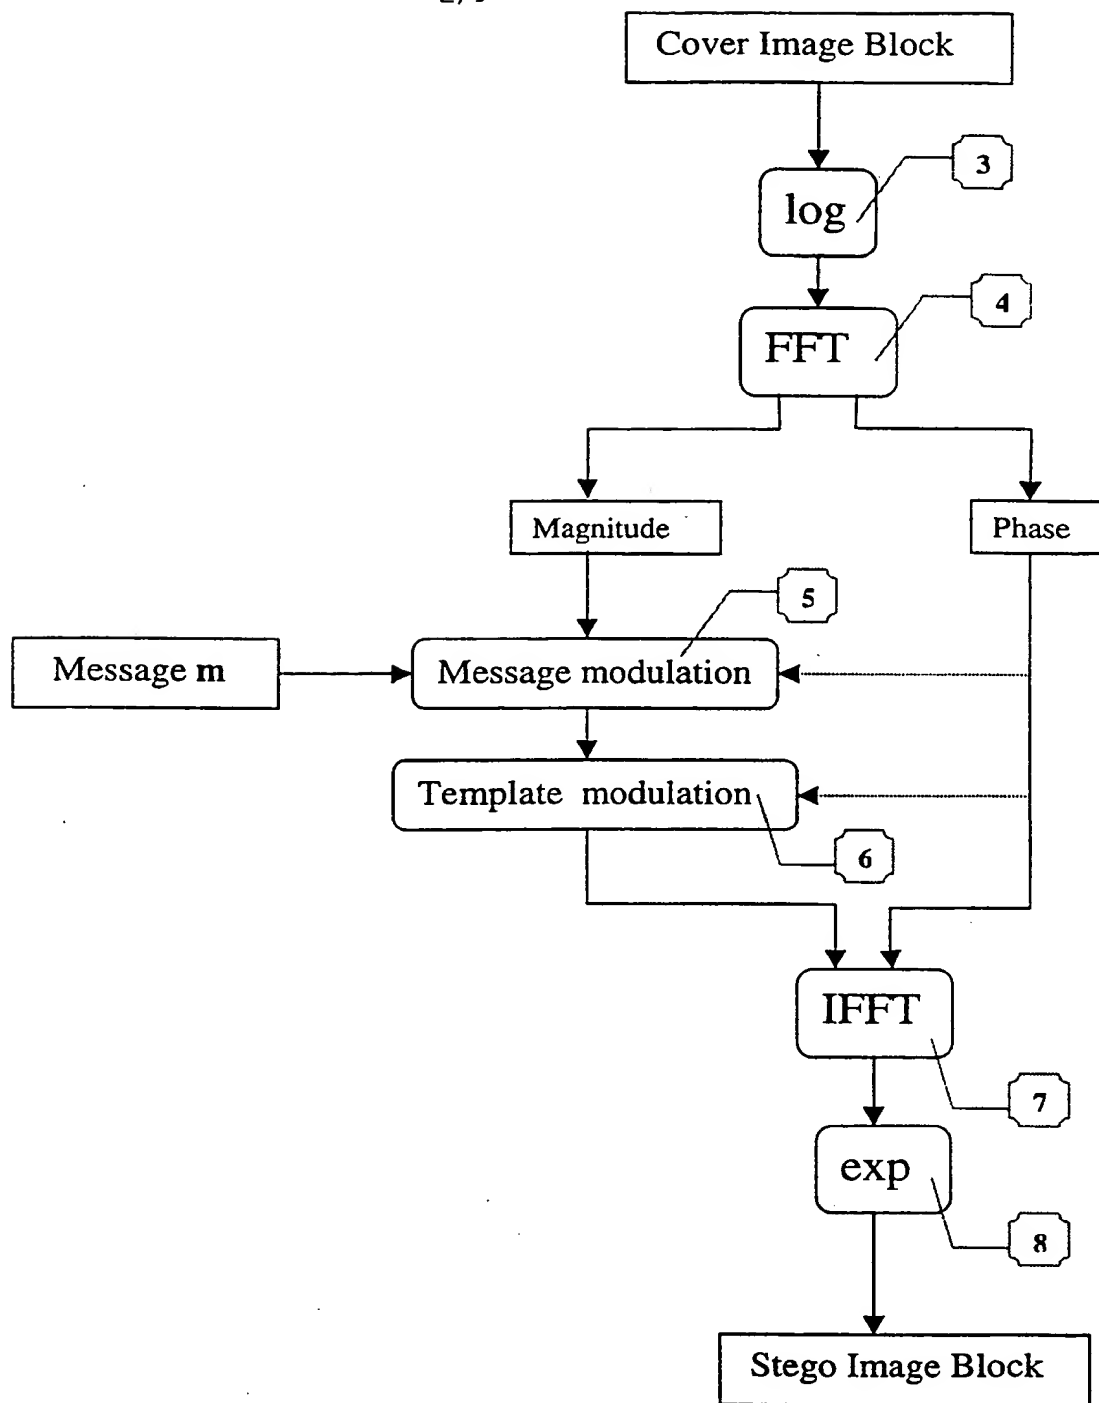 Cover Image Block
3
log
4
FFT
Magnitude
Phase
5
Message m
Message modulation
Template modulation
6
IFFT
7
exp
8
Stego Image Block